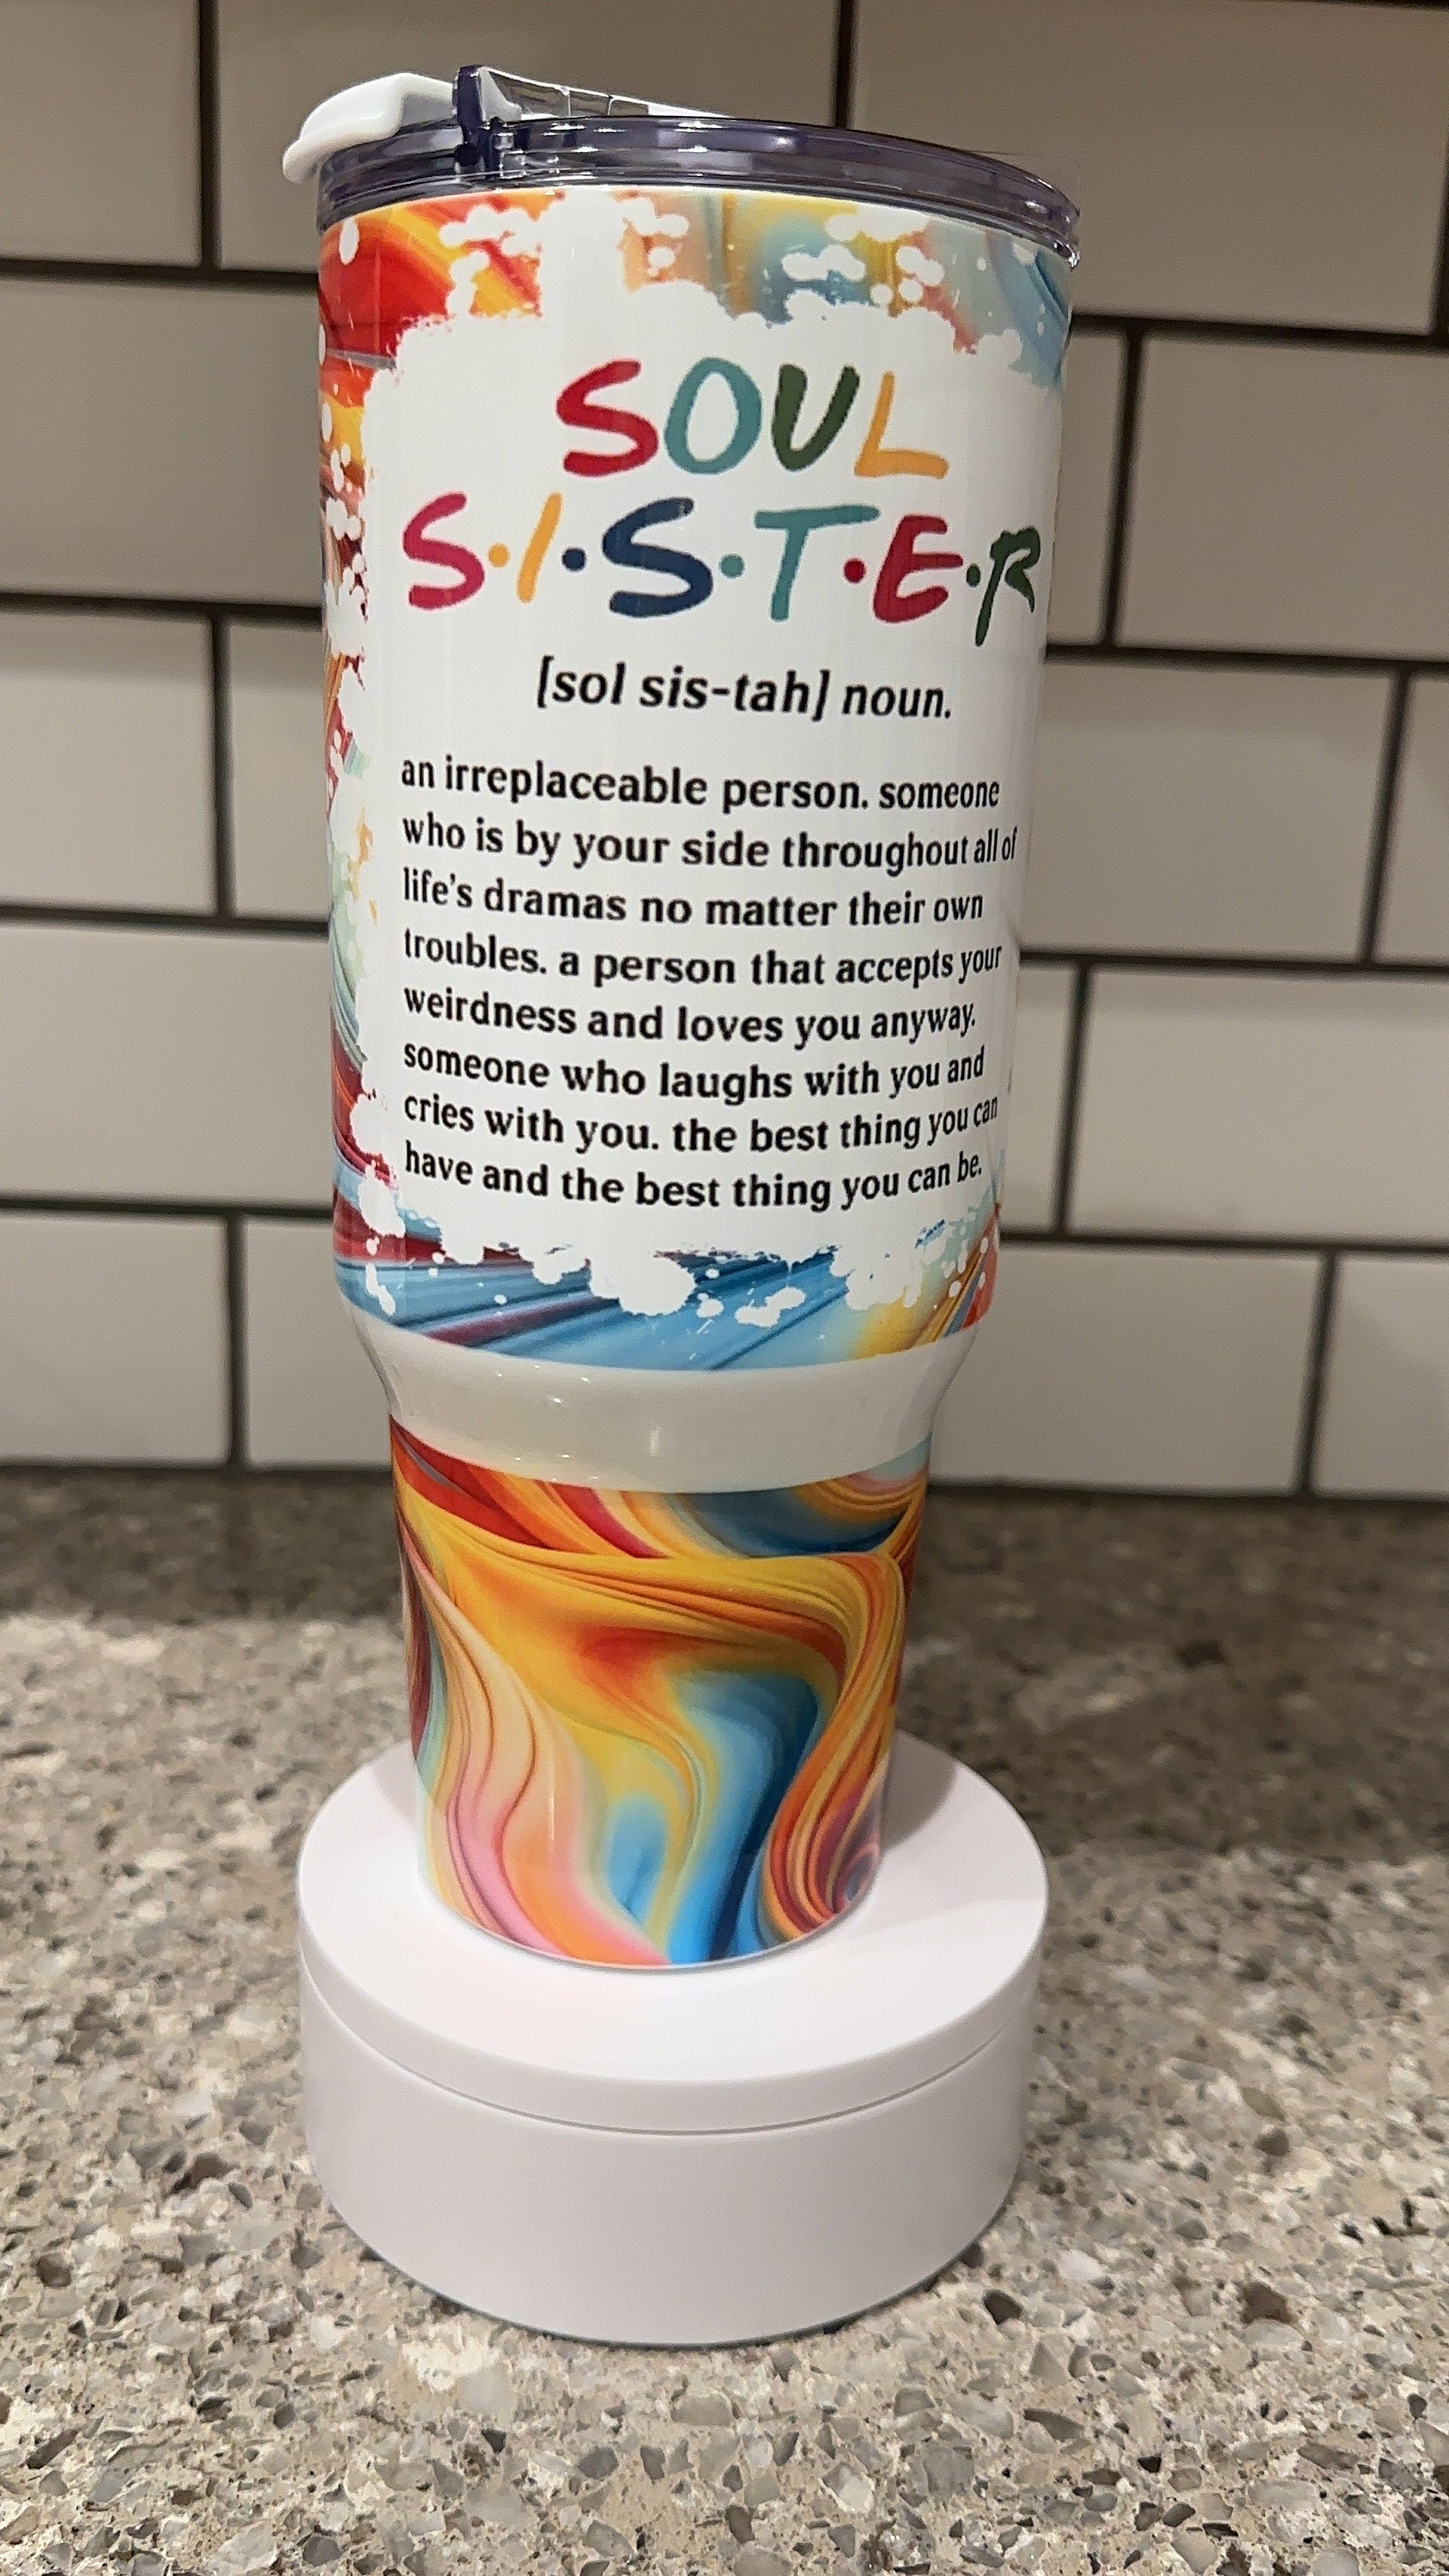 SOUL
S·I·S·T·E·R
[sol sis-tah] noun.
an irreplaceable person. someone
who is by your side throughout all of
life's dramas no matter their own
troubles. a person that accepts your
weirdness and loves you anyway.
someone who laughs with you and
cries with you. the best thing you can
have and the best thing you can be.